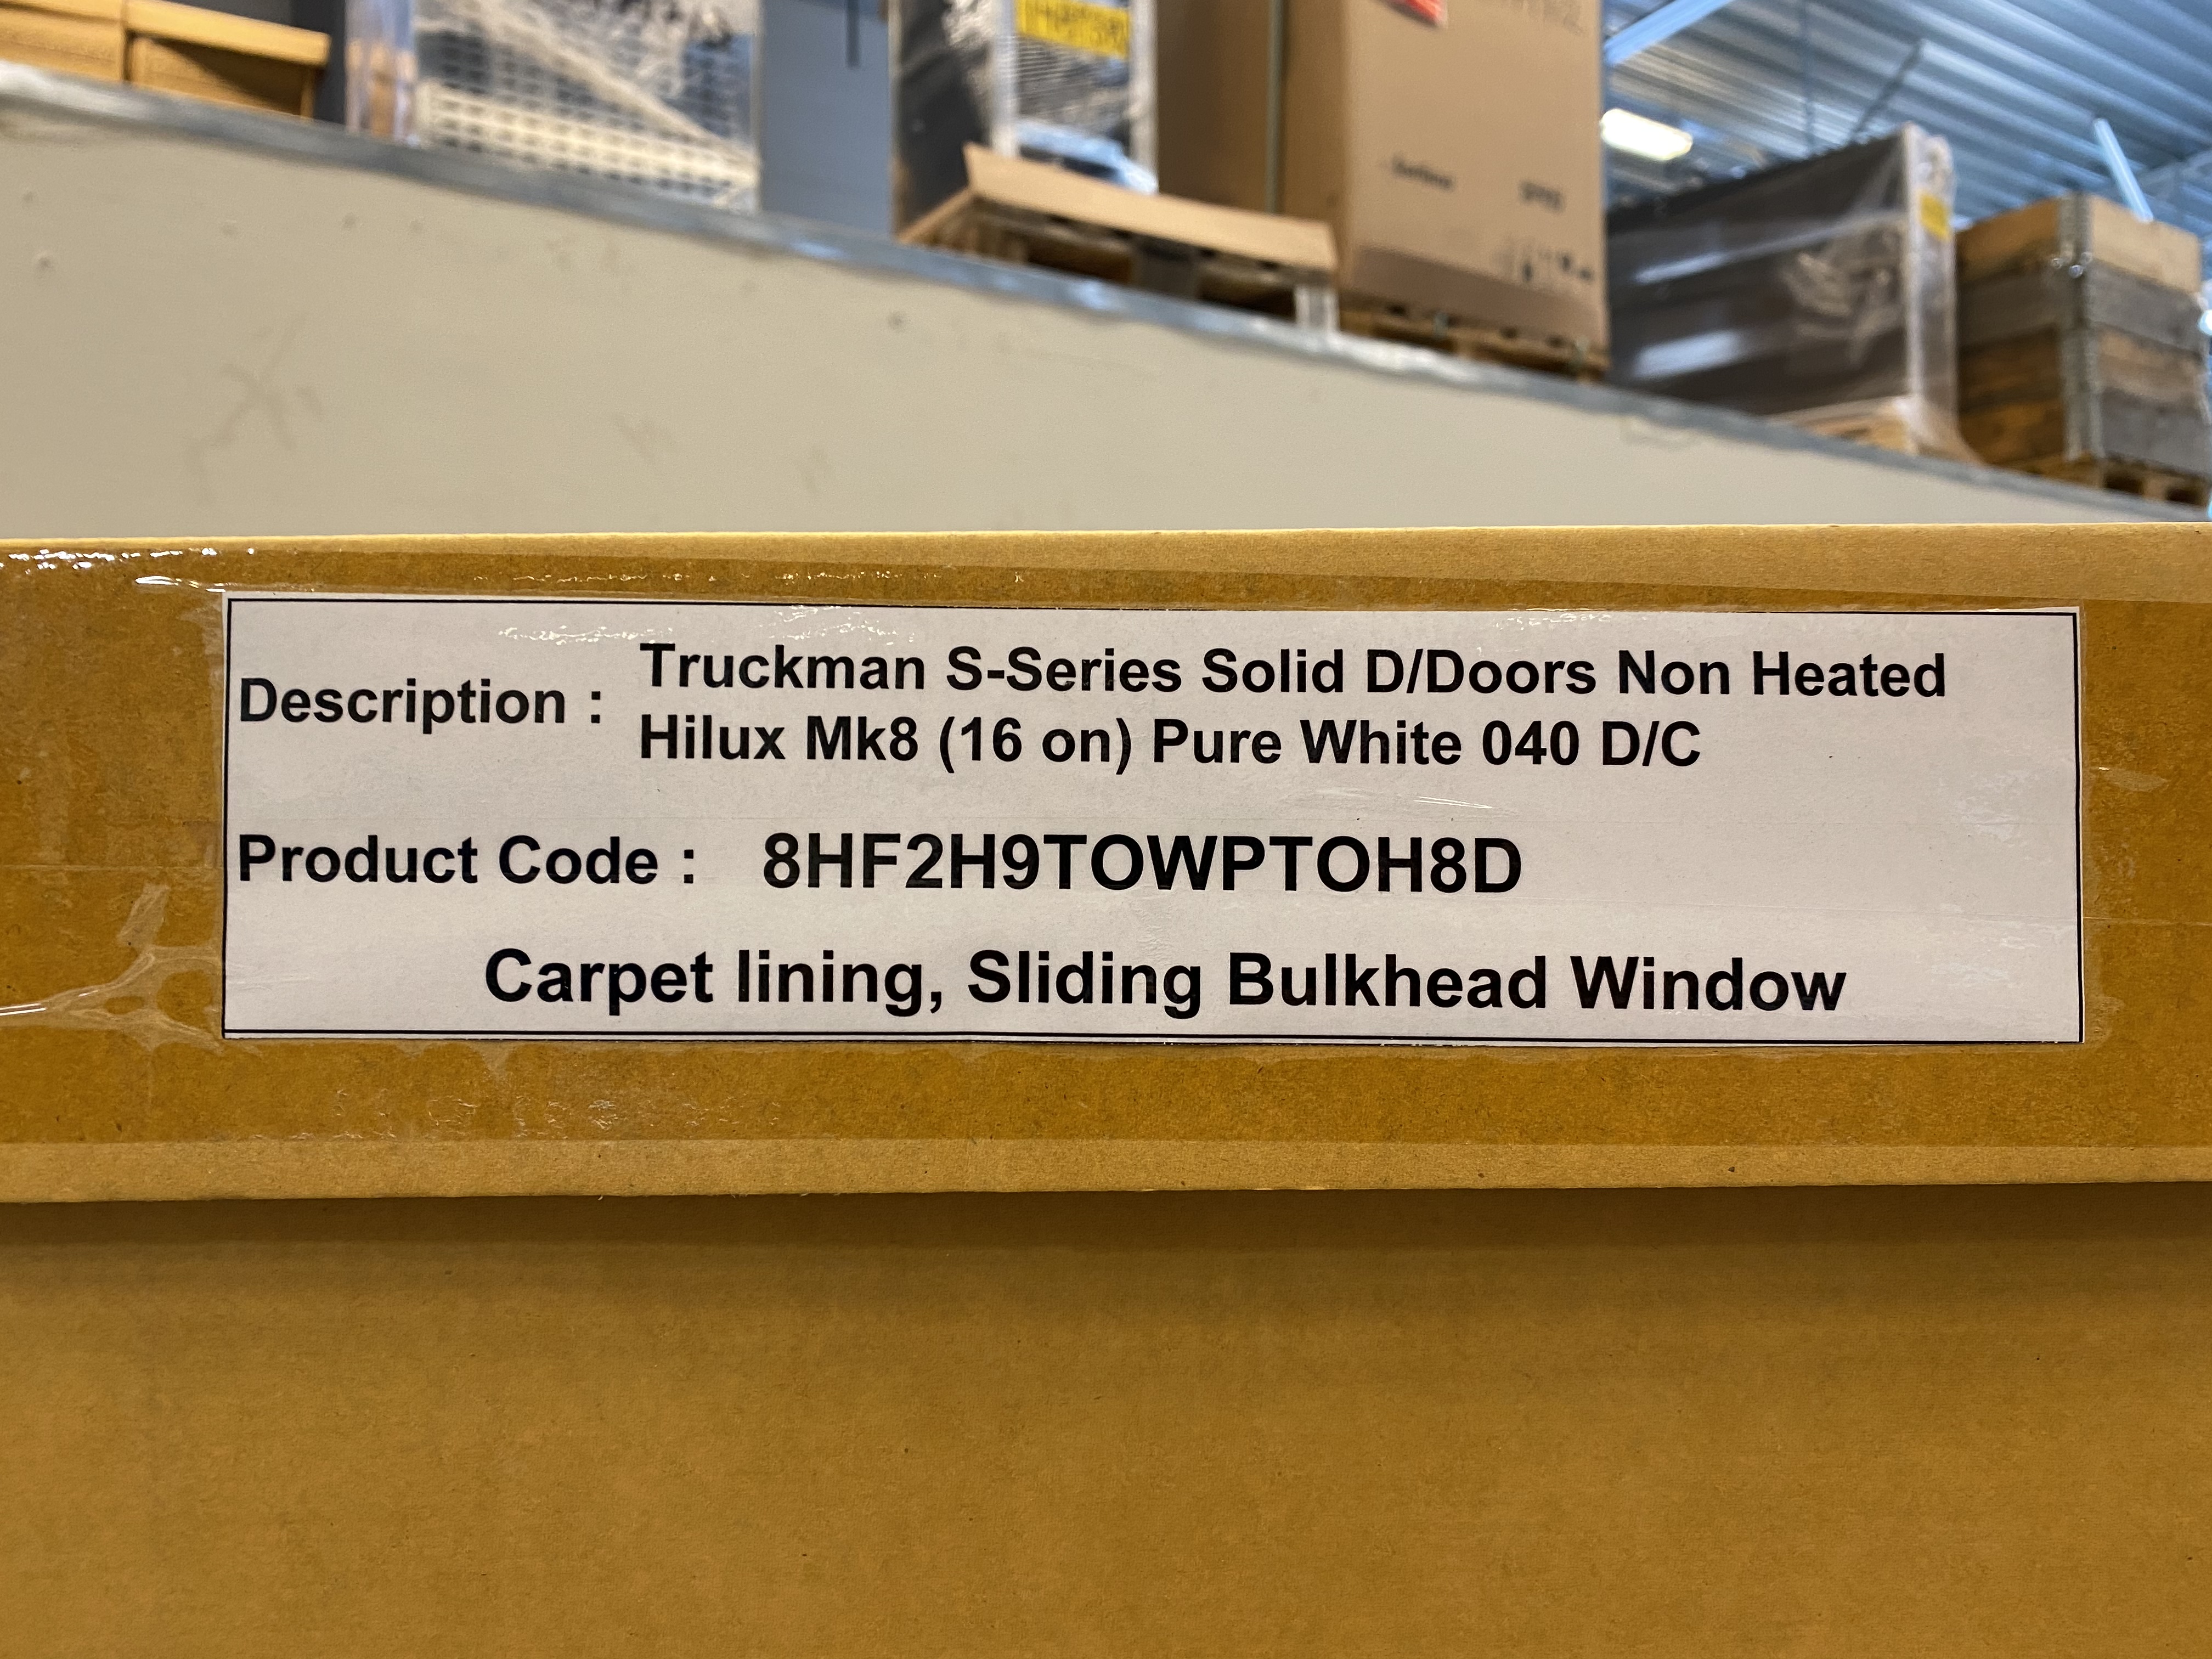 Description : Truckman S-Series Solid D/Doors Non Heated
Hilux Mk8 (16 on) Pure White 040 D/C
Product Code : 8HF2H9TOWPTOH8D
Carpet lining, Sliding Bulkhead Window